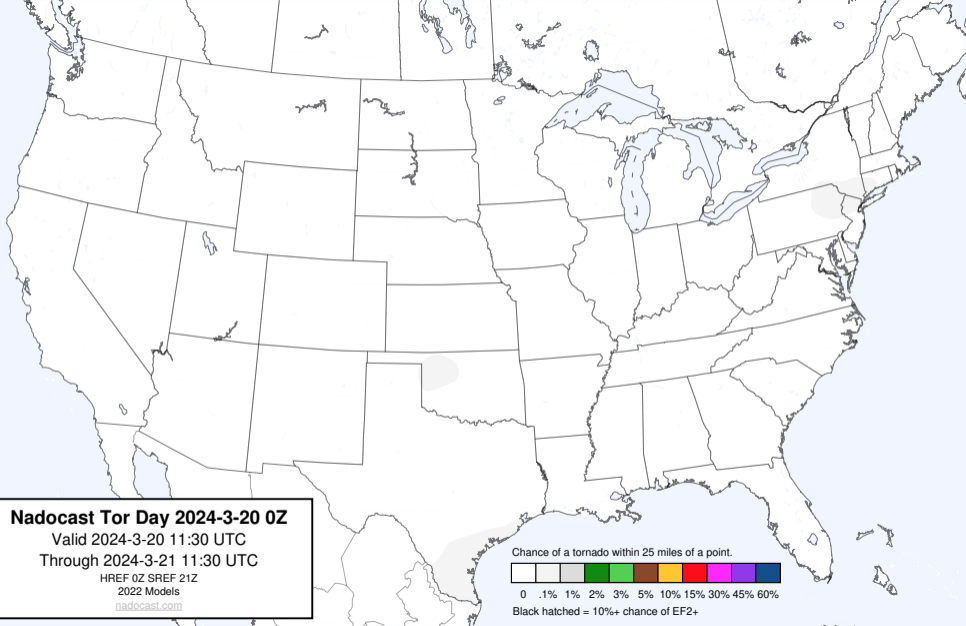 Nadocast Tor Day 2024-3-20 0Z
Valid 2024-3-20 11:30 UTC
Through 2024-3-21 11:30 UTC
HREF 0Z SREF 21Z
2022 Models
nadocast.com
Chance of a tornado within 25 miles of a point.
0 .1% 1% 2% 3% 5% 10% 15% 30% 45% 60%
Black hatched = 10%+ chance of EF2+